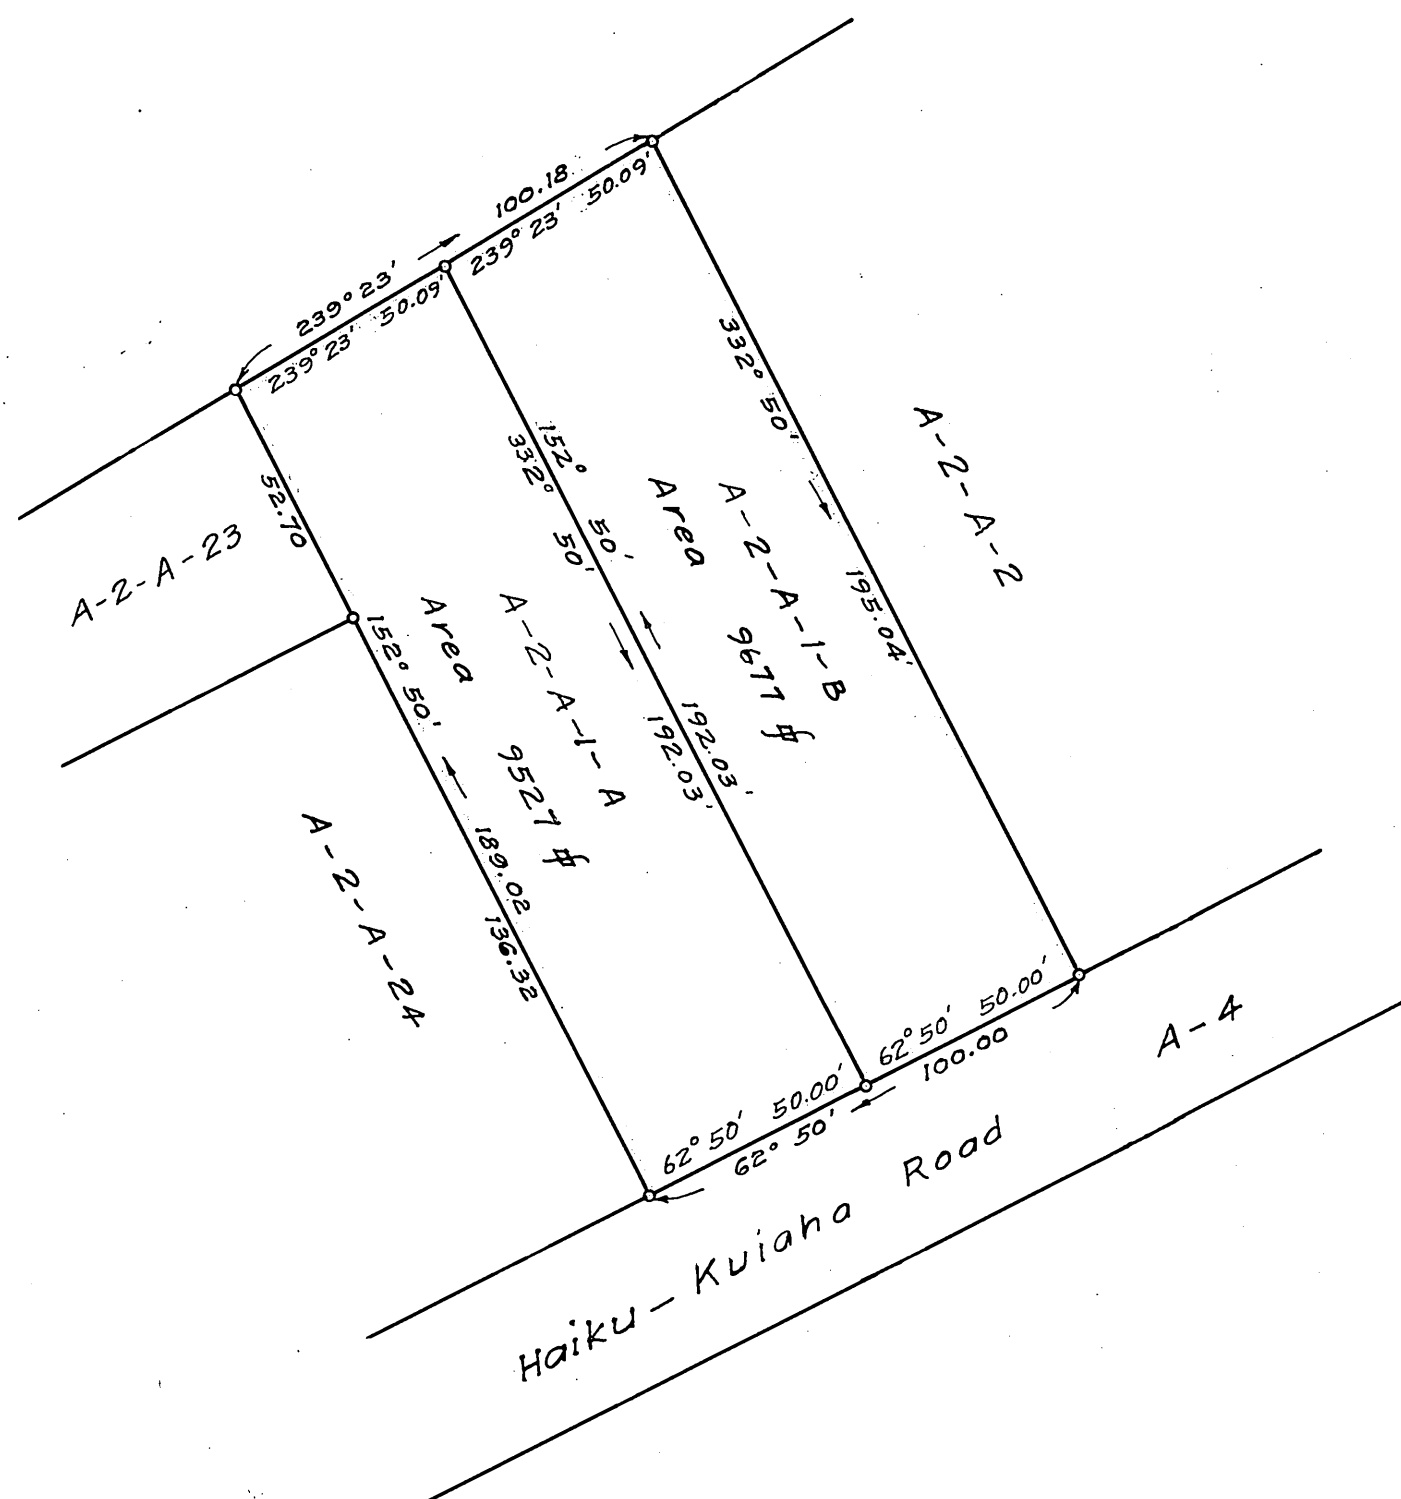 100.18
239° 23' 50.09'
239° 23'
239° 23' 50.09'
52.70
A-2-A-23
332° 50'
195.04'
A-2-A-2
152° 50'
332° 50'
192.03'
192.03'
A-2-A-1-B
Area 9677 ⏍
A-2-A-1-A
Area 9527 ⏍
152° 50'
189.02
136.32
A-2-A-24
62° 50' 50.00'
100.00
62° 50' 50.00'
62° 50'
A-4
Haiku-Kuiaha Road